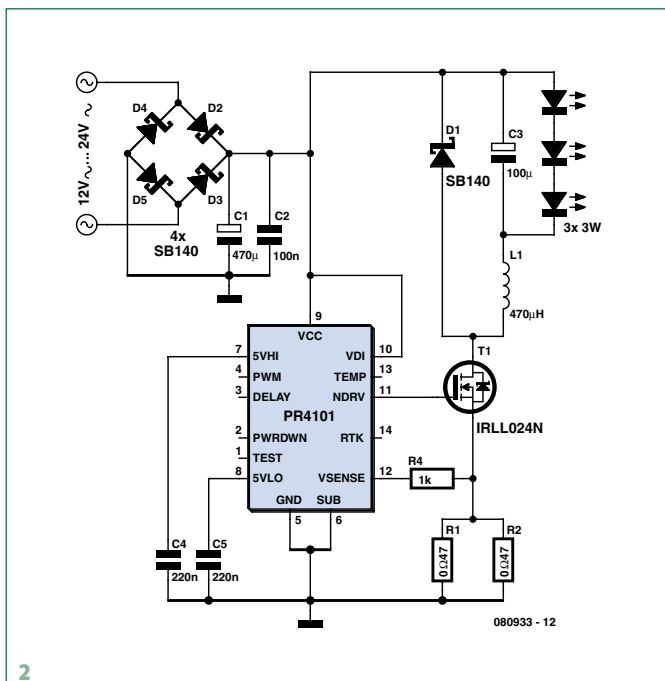 12V ~ ... 24V ~
D4
D2
D5
D3
4x
SB140
C1
470µ
C2
100n
D1
SB140
C3
100µ
3x 3W
L1
470µH
T1
IRLL024N
9
VCC
7
5VHI
VDI
10
4
PWM
TEMP
13
3
DELAY
NDRV
11
PR4101
2
PWRDWN
RTK
14
1
TEST
8
5VLO
VSENSE
12
GND
SUB
5
6
R4
1k
R1
0Ω47
R2
0Ω47
C4
220n
C5
220n
080933 - 12
2